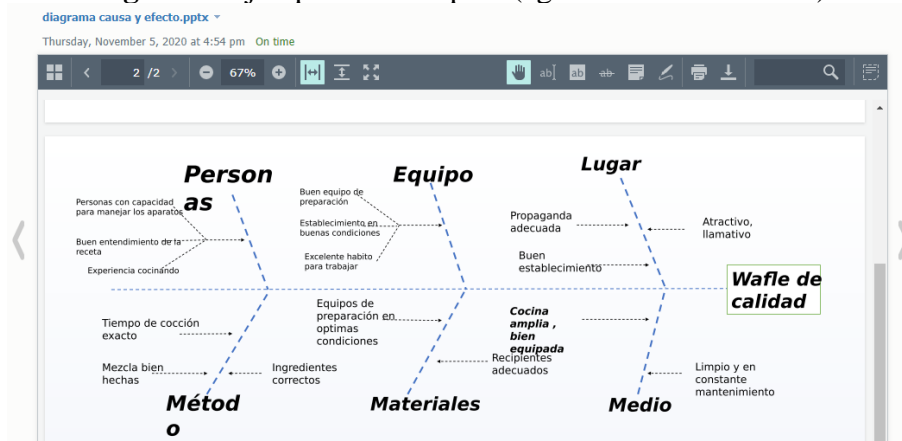 diagrama causa y efecto.pptx
Thursday, November 5, 2020 at 4:54 pm On time
2 /2
67%
ab
ab
ab
Person
as
Equipo
Lugar
Personas con capacidad
para manejar los aparatos
Buen entendimiento de la
receta
Experiencia cocinando
Buen equipo de
preparación
Establecimiento en
buenas condiciones
Excelente habito
para trabajar
Propaganda
adecuada
Buen
establecimiento
Atractivo,
llamativo
Wafle de
calidad
Tiempo de cocción
exacto
Mezcla bien
hechas
Ingredientes
correctos
Equipos de
preparación en
optimas
condiciones
Recipientes
adecuados
Cocina
amplia ,
bien
equipada
Limpio y en
constante
mantenimiento
Métod
o
Materiales
Medio